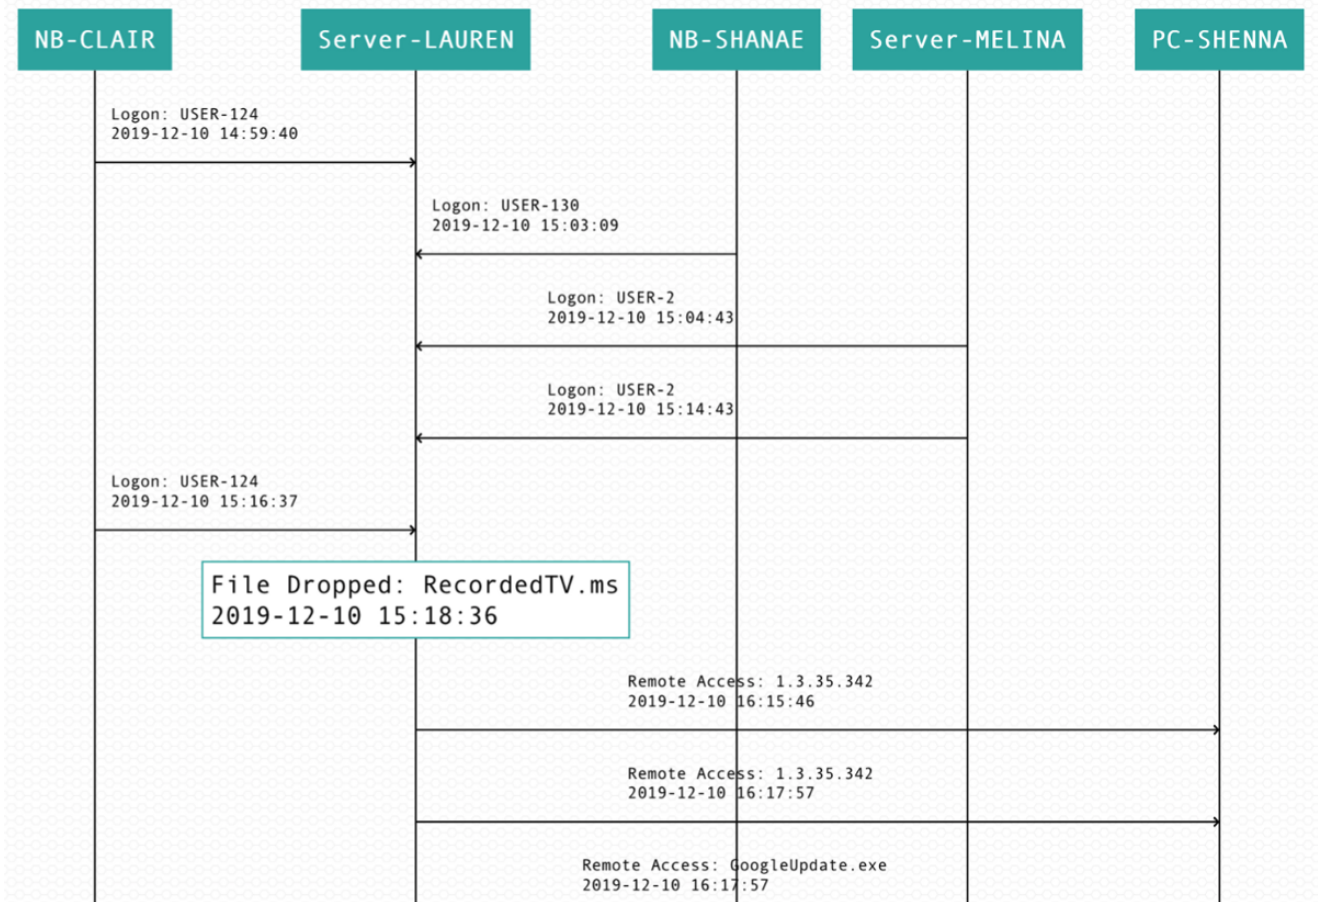 NB-CLAIR
Server-LAUREN
NB-SHANAE
Server-MELINA
PC-SHENNA
Logon: USER-124
2019-12-10 14:59:40
Logon: USER-130
2019-12-10 15:03:09
Logon: USER-2
2019-12-10 15:04:43
Logon: USER-2
2019-12-10 15:14:43
Logon: USER-124
2019-12-10 15:16:37
File Dropped: RecordedTV.ms
2019-12-10 15:18:36
Remote Access: 1.3.35.342
2019-12-10 16:15:46
Remote Access: 1.3.35.342
2019-12-10 16:17:57
Remote Access: GoogleUpdate.exe
2019-12-10 16:17:57